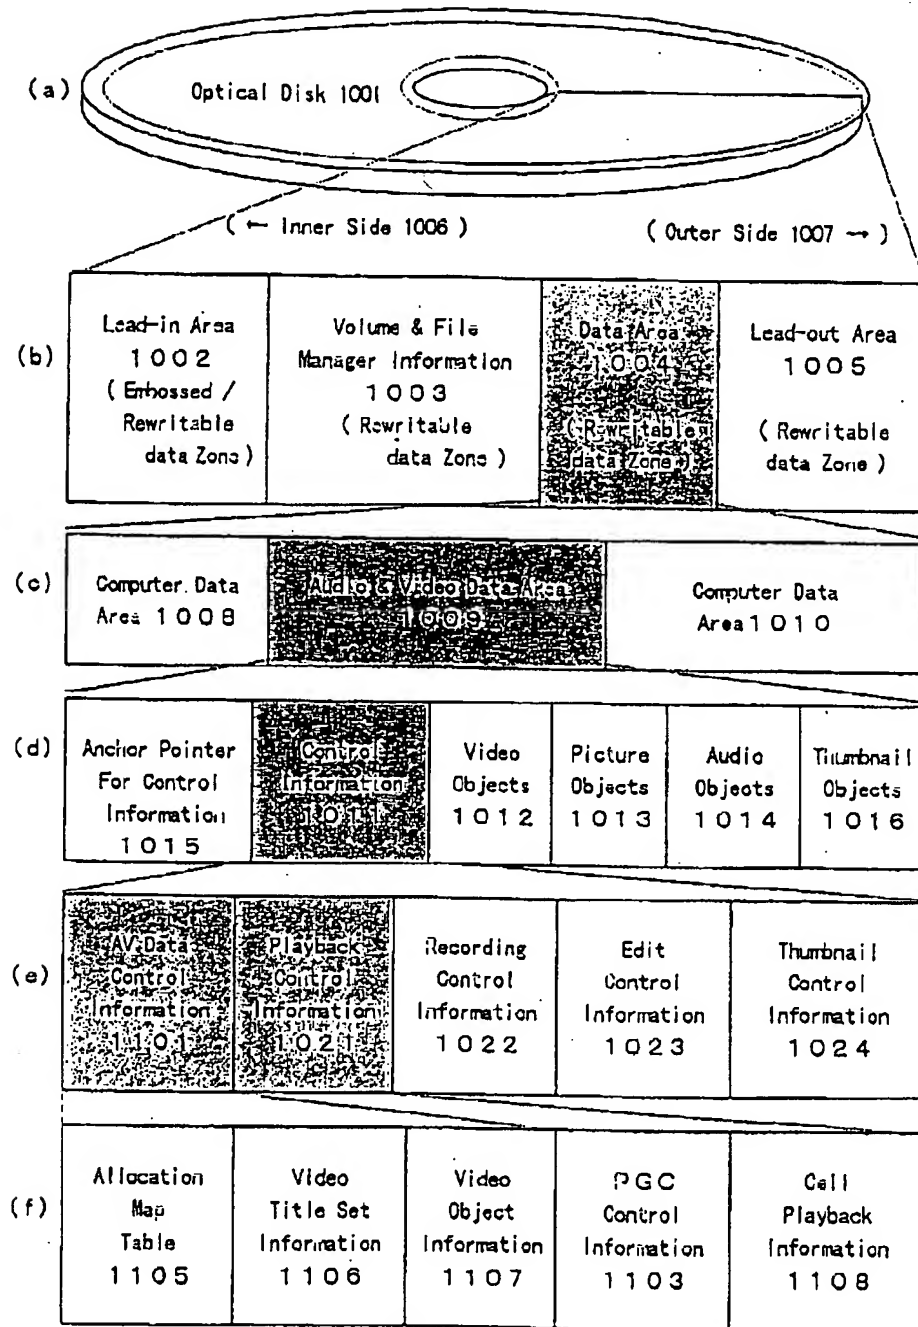 (a)
Optical Disk 1001
( ← Inner Side 1006 )
( Outer Side 1007 → )
(b)
Lead-in Area
1002
( Embossed /
Rewritable
data Zone )
Volume & File
Manager Information
1003
( Rewritable
data Zone )
Data Area
1004
( Rewritable
data Zone )
Lead-out Area
1005
( Rewritable
data Zone )
(c)
Computer Data
Area 1008
Audio & Video Data Area
1009
Computer Data
Area 1010
(d)
Anchor Pointer
For Control
Information
1015
Control
Information
1011
Video
Objects
1012
Picture
Objects
1013
Audio
Objects
1014
Thumbnail
Objects
1016
(e)
AV Data
Control
Information
1101
Playback
Control
Information
1021
Recording
Control
Information
1022
Edit
Control
Information
1023
Thumbnail
Control
Information
1024
(f)
Allocation
Map
Table
1105
Video
Title Set
Information
1106
Video
Object
Information
1107
PGC
Control
Information
1103
Cell
Playback
Information
1108